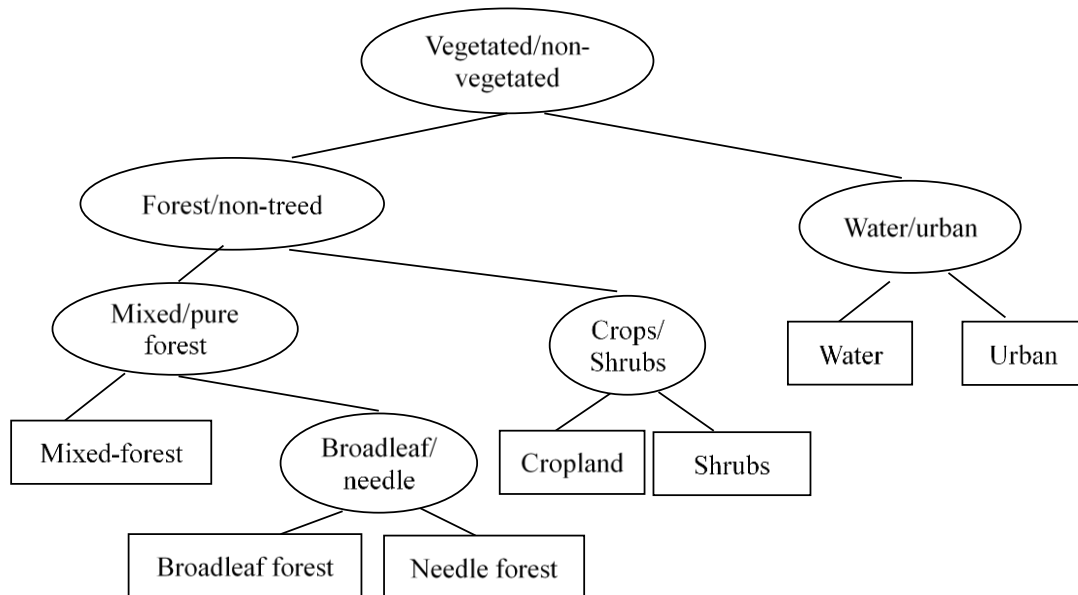 Vegetated/non-
vegetated
Forest/non-treed
Water/urban
Mixed/pure
forest
Crops/
Shrubs
Water
Urban
Mixed-forest
Broadleaf/
needle
Cropland
Shrubs
Broadleaf forest
Needle forest